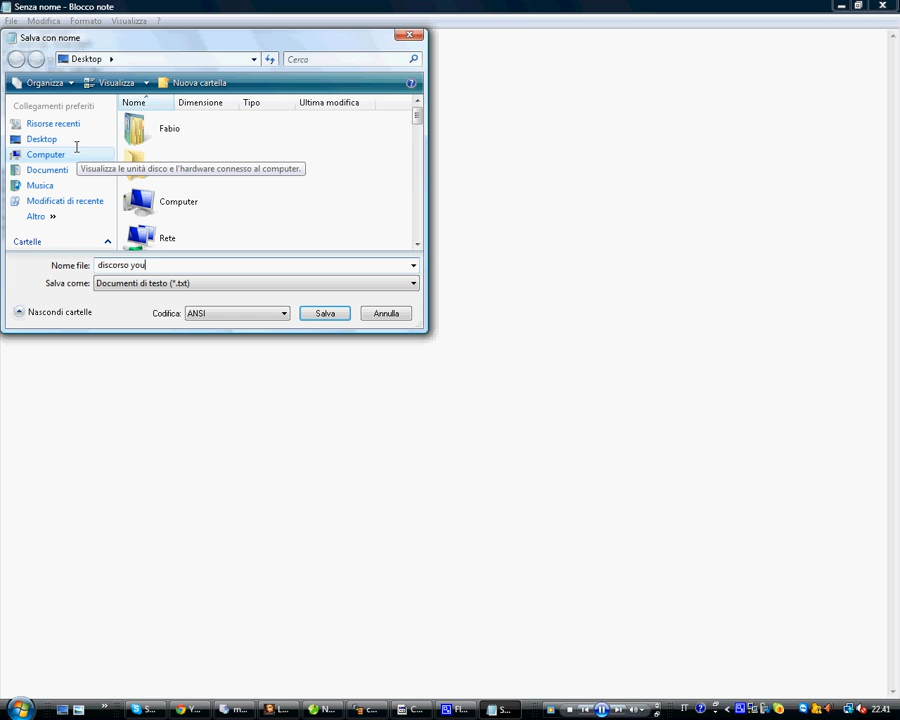 Senza nome - Blocco note
File Modifica Formato Visualizza ?
Salva con nome
Desktop
Cerca
Organizza Visualizza Nuova cartella
Collegamenti preferiti
Risorse recenti
Desktop
Computer
Documenti
Musica
Modificati di recente
Altro »
Cartelle
Nome Dimensione Tipo Ultima modifica
Fabio
Visualizza le unità disco e l'hardware connesso al computer.
Computer
Rete
Nome file: discorso you
Salva come: Documenti di testo (*.txt)
Nascondi cartelle
Codifica: ANSI
Salva
Annulla
S... Y... m... L... N... c... C... Fl... S... IT 22.41